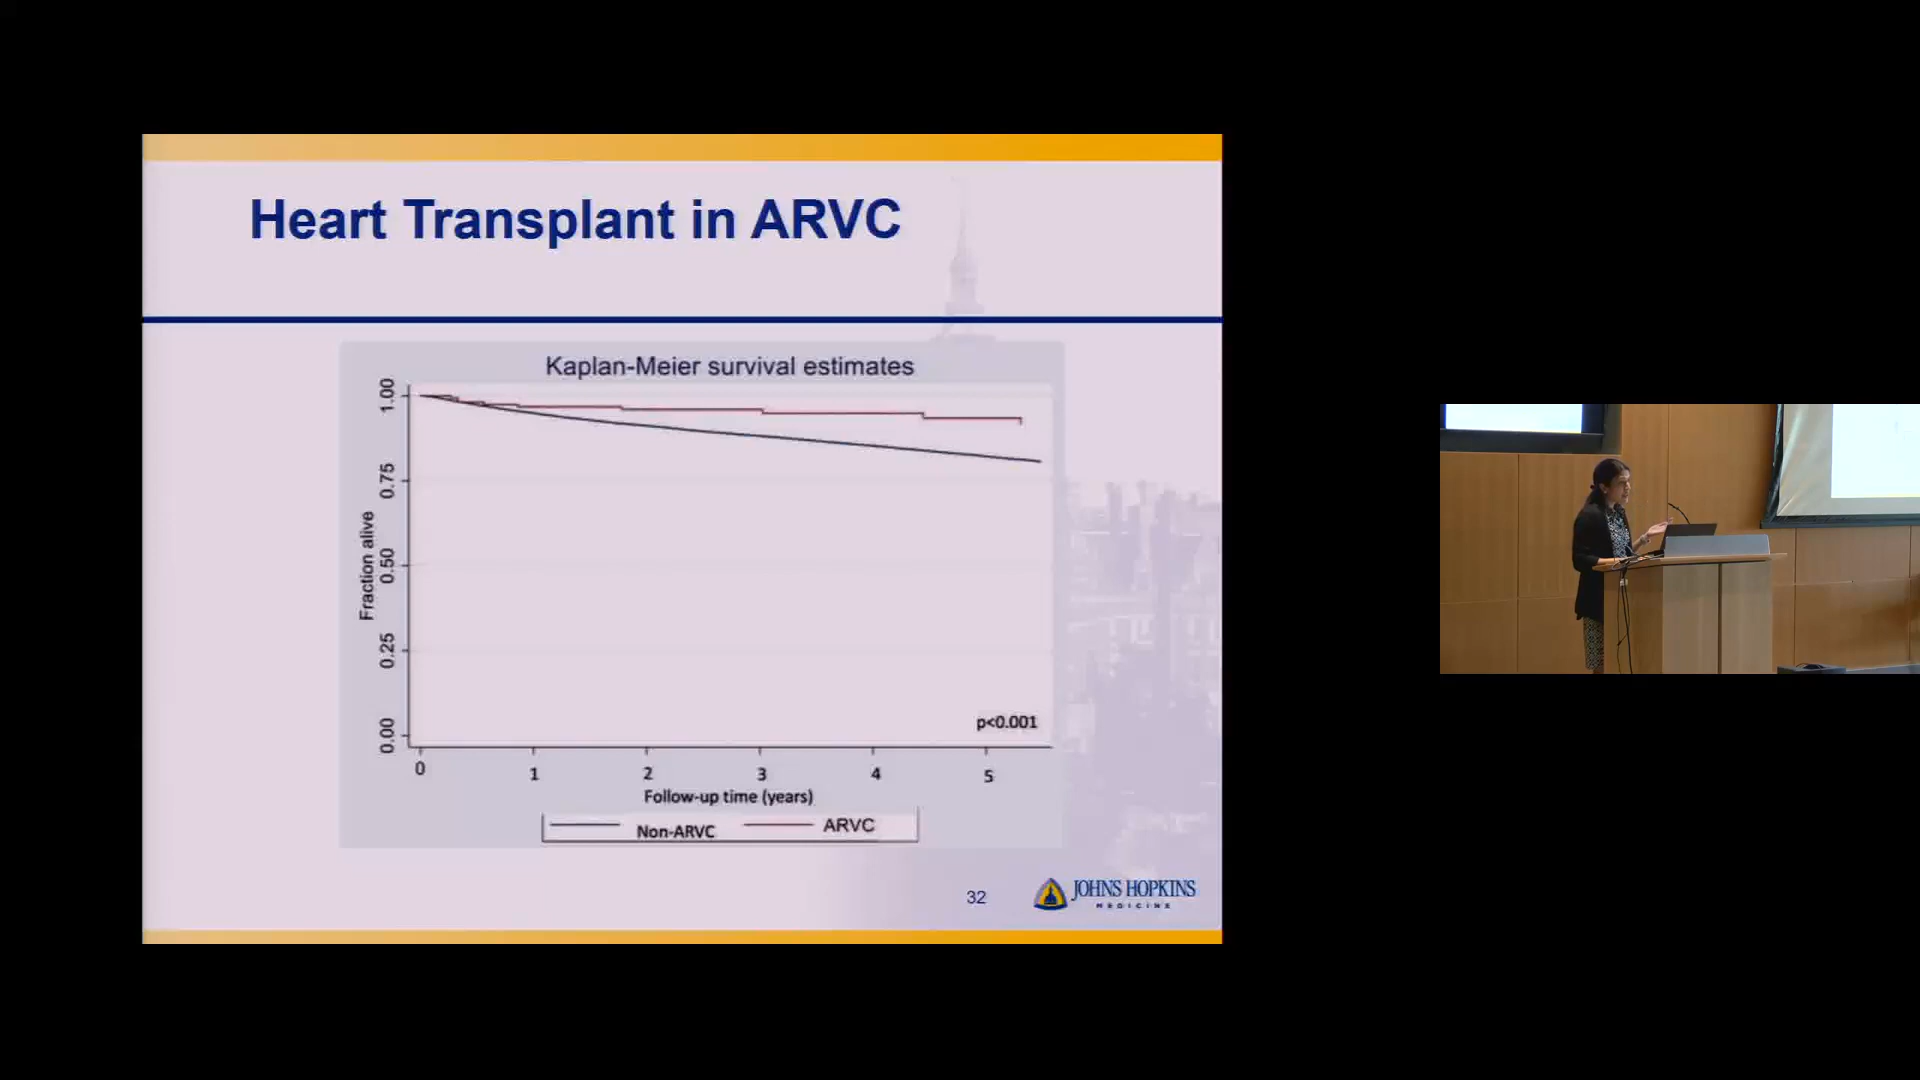 Heart Transplant in ARVC
Kaplan-Meier survival estimates
1.00
0.75
0.50
0.25
0.00
Fraction alive
p<0.001
0 1 2 3 4 5
Follow-up time (years)
Non-ARVC ARVC
32
JOHNS HOPKINS
MEDICINE